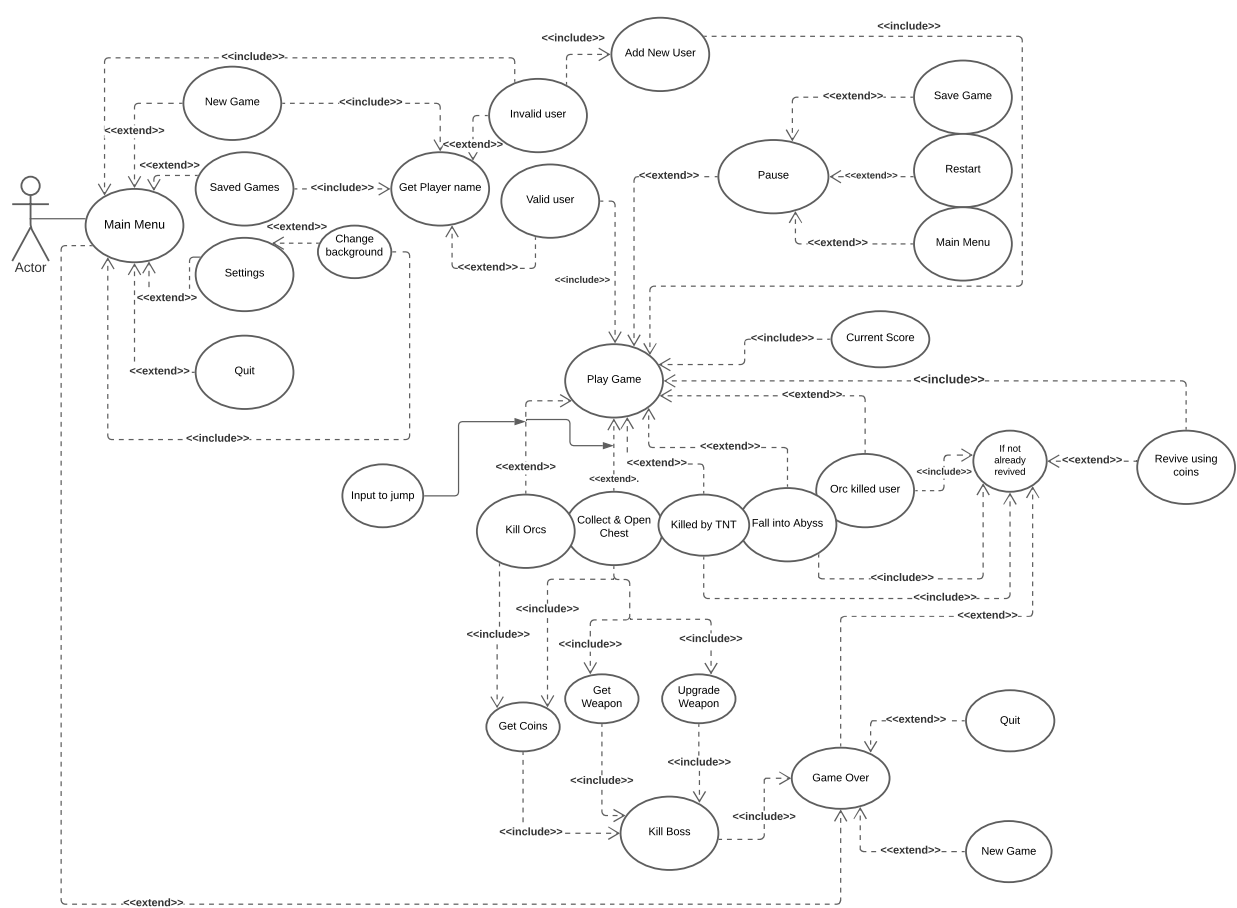 <<include>>
<<include>>
Add New User
<<include>>
New Game
<<include>>
Invalid user
<<extend>>
<<extend>>
Save Game
<<extend>>
<<extend>>
Saved Games
<<include>>
Get Player name
Valid user
<<extend>>
Pause
<<extend>>
Restart
Main Menu
Actor
<<extend>>
Change
background
Settings
<<extend>>
<<extend>>
<<include>>
<<extend>>
Main Menu
Quit
<<extend>>
<<include>>
Play Game
<<include>>
Current Score
<<include>>
<<extend>>
Input to jump
<<extend>>
<<extend>.
<<extend>>
<<extend>>
Orc killed user
<<include>>
If not
already
revived
<<extend>>
Revive using
coins
Kill Orcs
Collect & Open
Chest
Killed by TNT
Fall into Abyss
<<include>>
<<include>>
<<extend>>
<<include>>
<<include>>
<<include>>
<<include>>
Get
Weapon
Upgrade
Weapon
Get Coins
<<include>>
<<include>>
<<include>>
Kill Boss
<<include>>
Game Over
<<extend>>
Quit
<<extend>>
New Game
<<extend>>